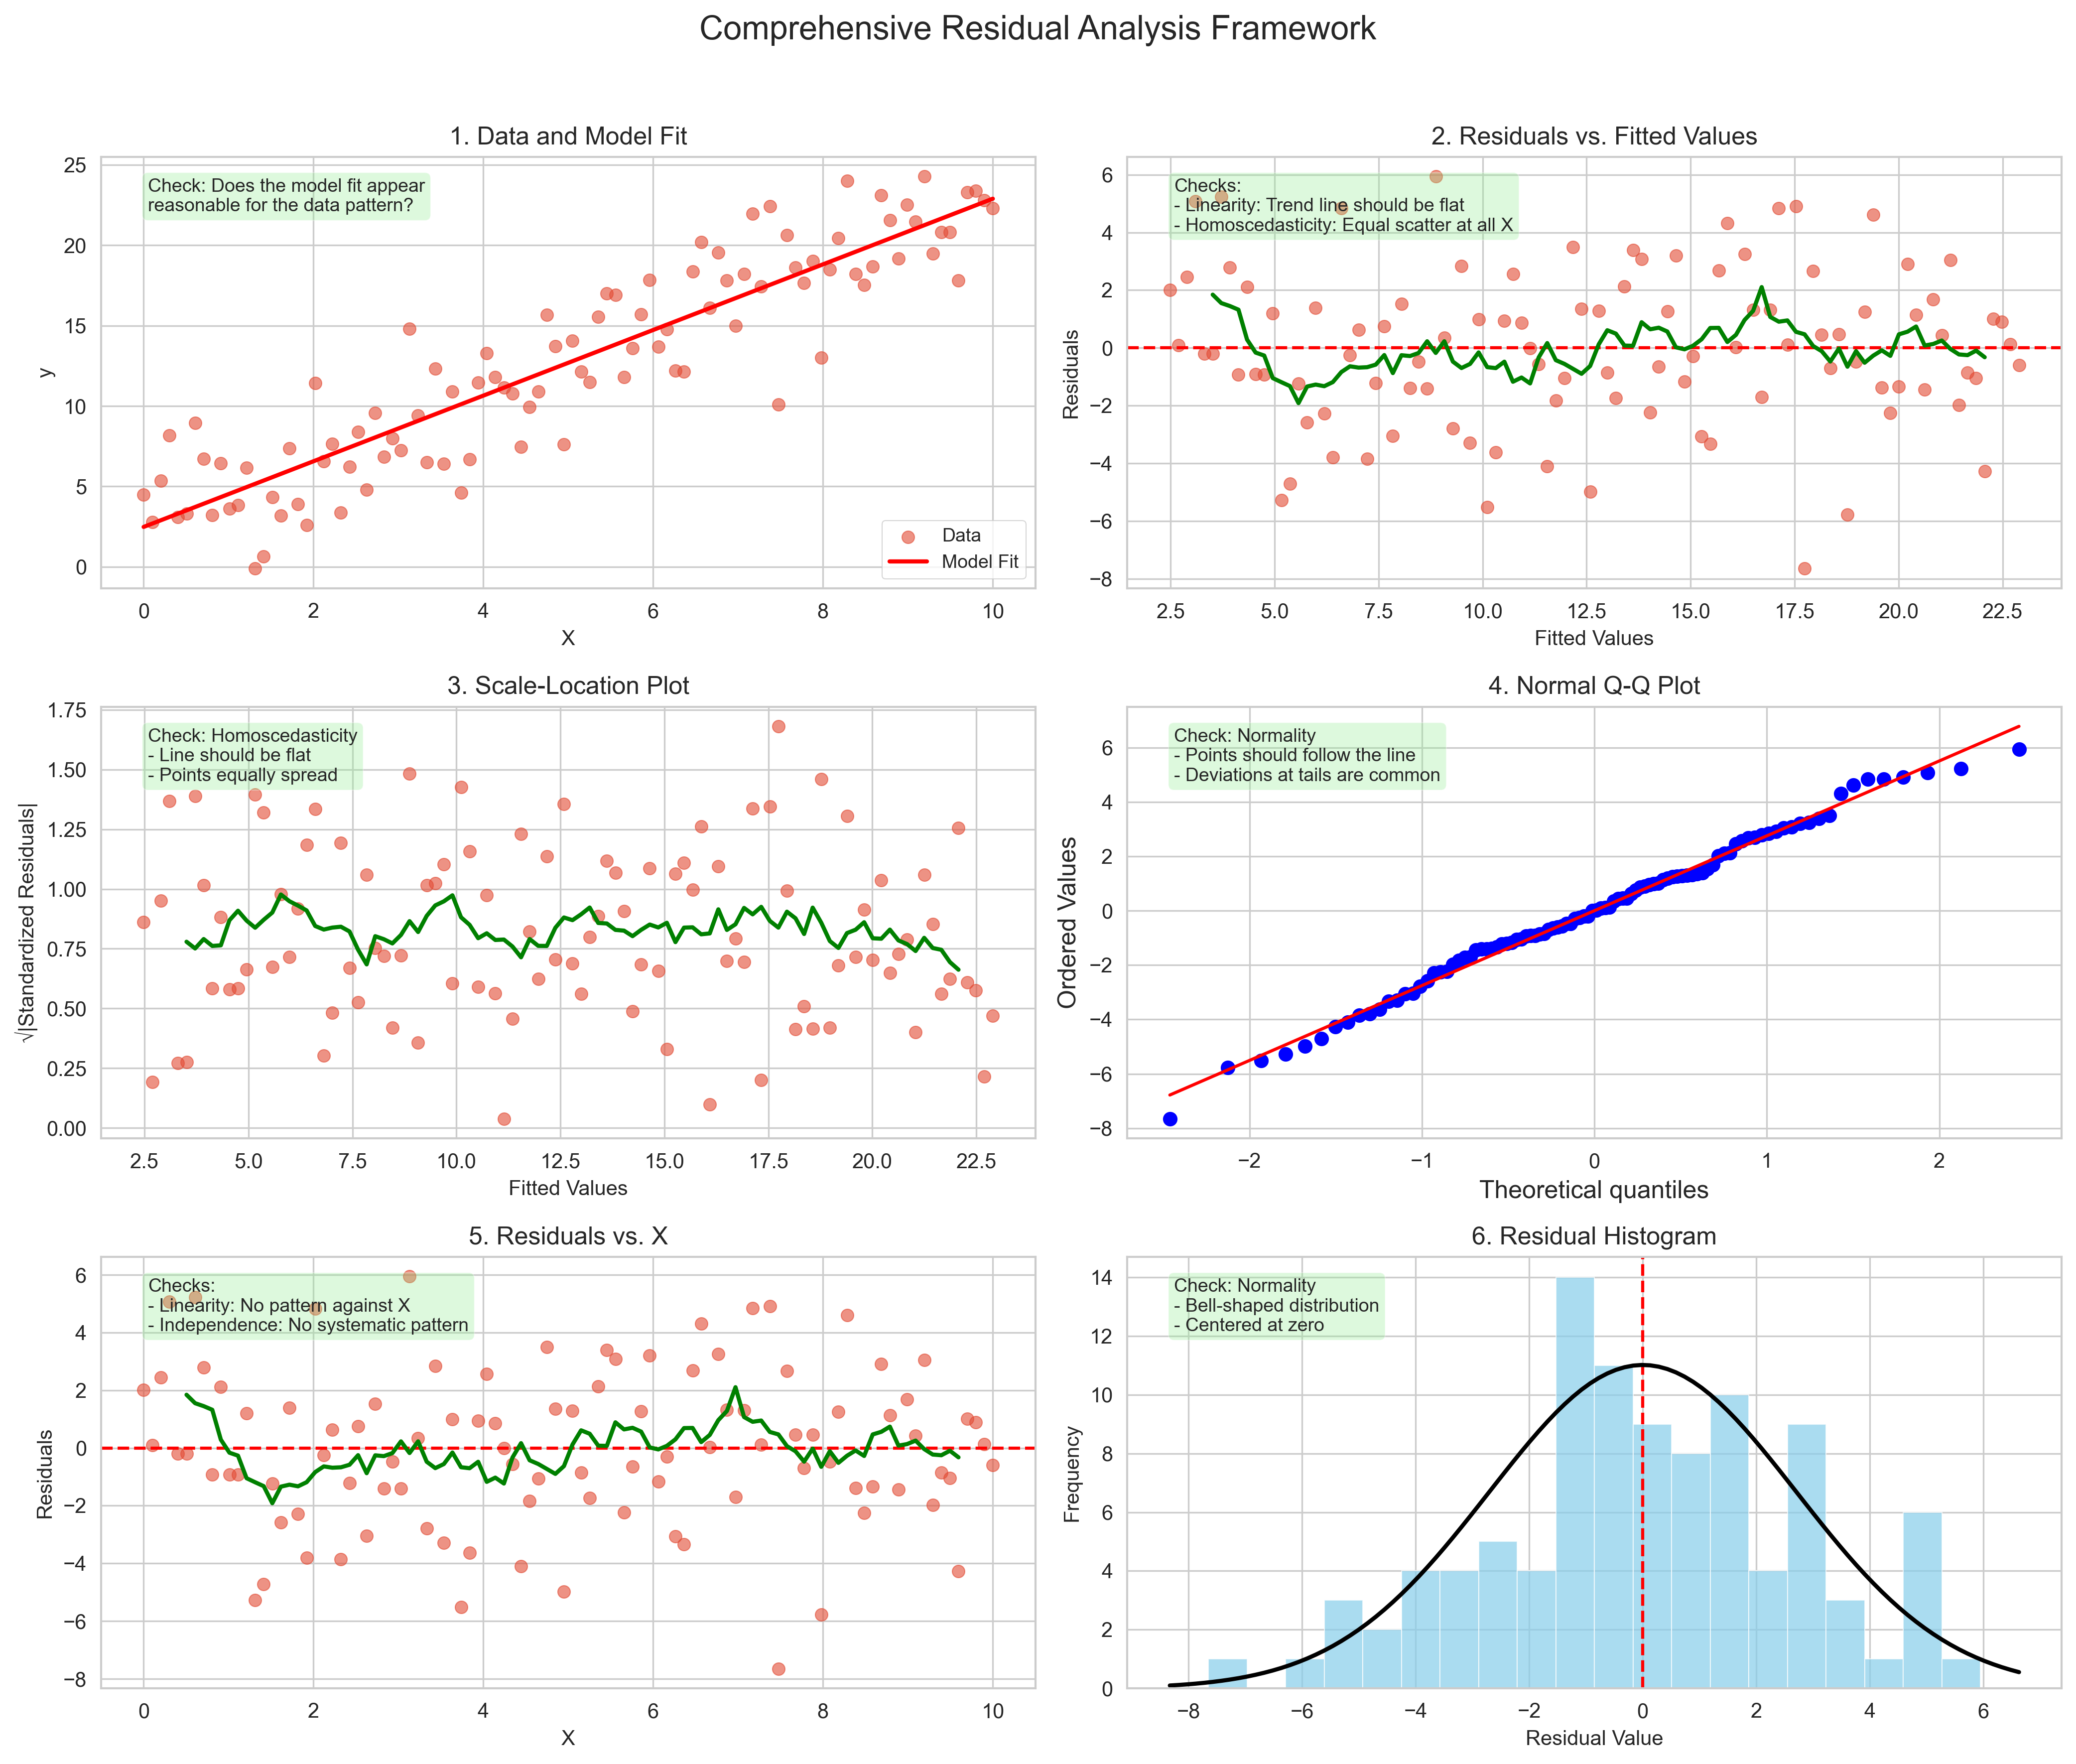 Comprehensive Residual Analysis Framework
1. Data and Model Fit
25
20
15
10
5
0
y
Check: Does the model fit appear
reasonable for the data pattern?
Data
Model Fit
0 2 4 6 8 10
X
2. Residuals vs. Fitted Values
6
4
2
0
−2
−4
−6
−8
Residuals
Checks:
- Linearity: Trend line should be flat
- Homoscedasticity: Equal scatter at all X
2.5 5.0 7.5 10.0 12.5 15.0 17.5 20.0 22.5
Fitted Values
3. Scale-Location Plot
1.75
1.50
1.25
1.00
0.75
0.50
0.25
0.00
√|Standardized Residuals|
Check: Homoscedasticity
- Line should be flat
- Points equally spread
2.5 5.0 7.5 10.0 12.5 15.0 17.5 20.0 22.5
Fitted Values
4. Normal Q-Q Plot
6
4
2
0
−2
−4
−6
−8
Ordered Values
Check: Normality
- Points should follow the line
- Deviations at tails are common
−2 −1 0 1 2
Theoretical quantiles
5. Residuals vs. X
6
4
2
0
−2
−4
−6
−8
Residuals
Checks:
- Linearity: No pattern against X
- Independence: No systematic pattern
0 2 4 6 8 10
X
6. Residual Histogram
14
12
10
8
6
4
2
0
Frequency
Check: Normality
- Bell-shaped distribution
- Centered at zero
−8 −6 −4 −2 0 2 4 6
Residual Value